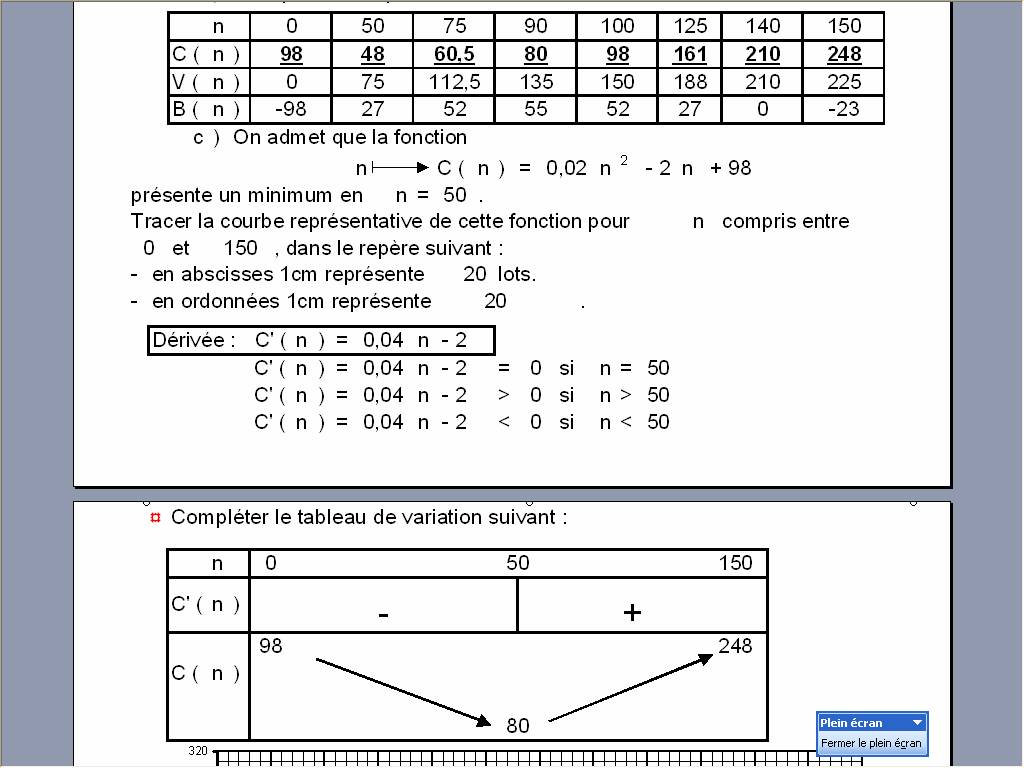 n 0 50 75 90 100 125 140 150
C ( n ) 98 48 60,5 80 98 161 210 248
V ( n ) 0 75 112,5 135 150 188 210 225
B ( n ) -98 27 52 55 52 27 0 -23
c ) On admet que la fonction
n ⟼ C ( n ) = 0,02 n 2 - 2 n + 98
présente un minimum en n = 50 .
Tracer la courbe représentative de cette fonction pour n compris entre
0 et 150 , dans le repère suivant :
- en abscisses 1cm représente 20 lots.
- en ordonnées 1cm représente 20 .
Dérivée : C' ( n ) = 0,04 n - 2
C' ( n ) = 0,04 n - 2 = 0 si n = 50
C' ( n ) = 0,04 n - 2 > 0 si n > 50
C' ( n ) = 0,04 n - 2 < 0 si n < 50
¤ Compléter le tableau de variation suivant :
n 0 50 150
C' ( n ) - +
98 248
C ( n )
80
320
Plein écran
Fermer le plein écran